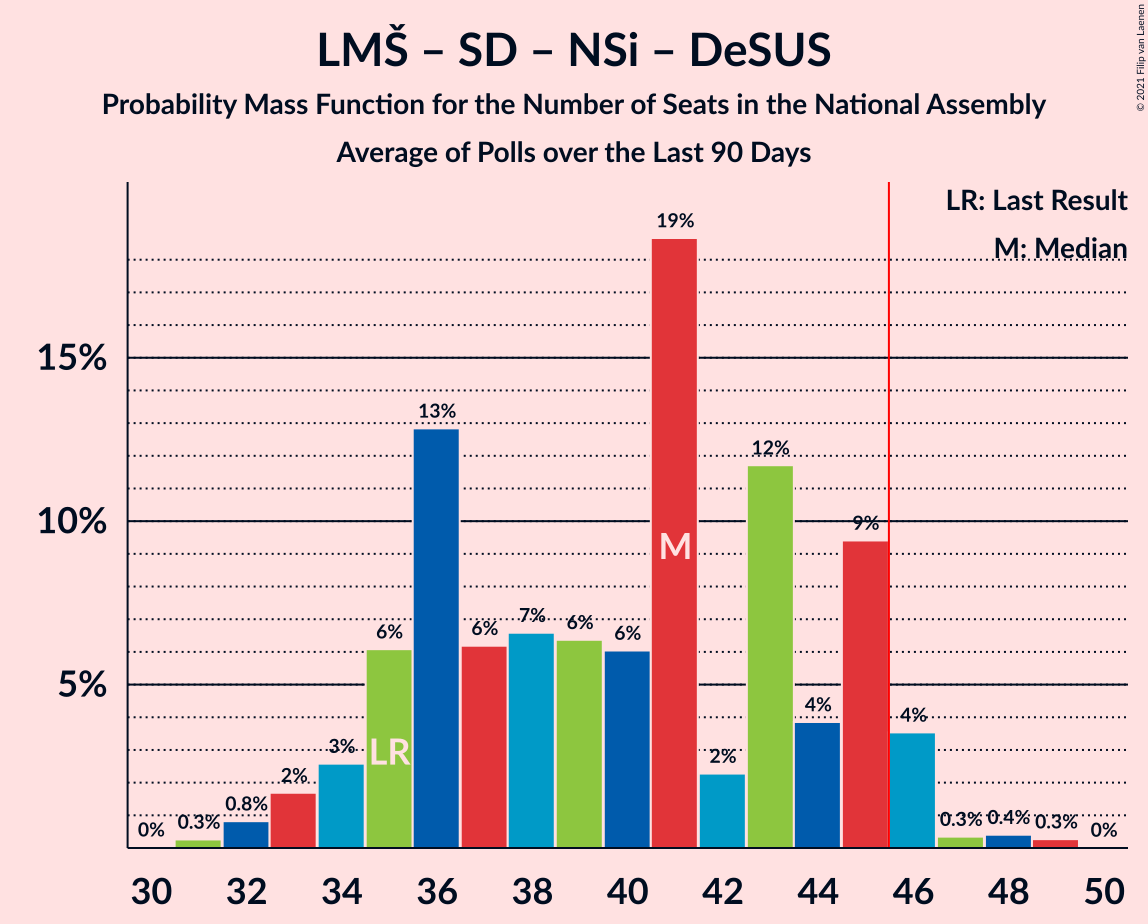 LMŠ – SD – NSi – DeSUS
Probability Mass Function for the Number of Seats in the National Assembly
Average of Polls over the Last 90 Days
© 2021 Filip van Laenen
LR: Last Result
M: Median
15%
10%
5%
0%
0.3%
0.8%
2%
3%
6%
13%
6%
7%
6%
6%
19%
2%
12%
4%
9%
4%
0.3%
0.4%
0.3%
0%
LR
M
30 32 34 36 38 40 42 44 46 48 50